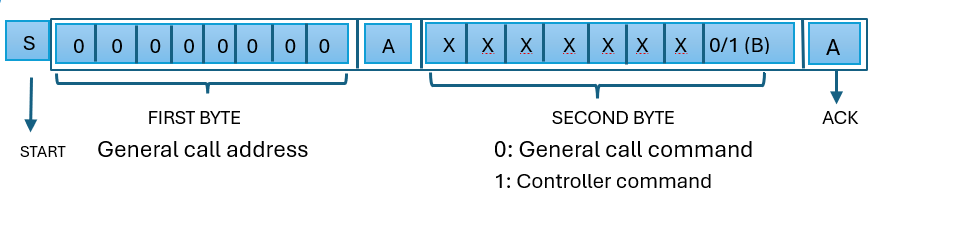 S 0 0 0 0 0 0 0 0 A X X X X X X X 0/1 (B) A
FIRST BYTE SECOND BYTE ACK
START General call address 0: General call command
1: Controller command